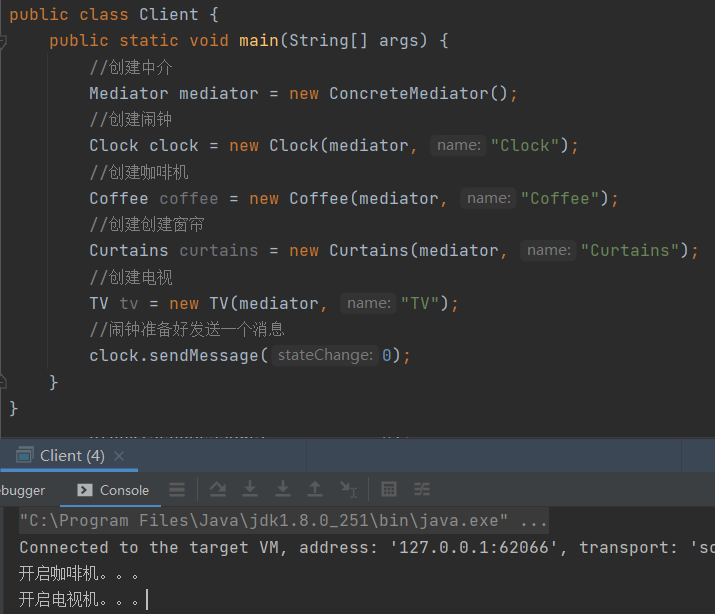 public class Client {
public static void main(String[] args) {
//创建中介
Mediator mediator = new ConcreteMediator();
//创建闹钟
Clock clock = new Clock(mediator, name: "Clock");
//创建咖啡机
Coffee coffee = new Coffee(mediator, name: "Coffee");
//创建创建窗帘
Curtains curtains = new Curtains(mediator, name: "Curtains");
//创建电视
TV tv = new TV(mediator, name: "TV");
//闹钟准备好发送一个消息
clock.sendMessage( stateChange: 0);
}
}
Client (4) ×
bugger Console
"C:\Program Files\Java\jdk1.8.0_251\bin\java.exe" ...
Connected to the target VM, address: '127.0.0.1:62066', transport: 'so
开启咖啡机。。。
开启电视机。。。